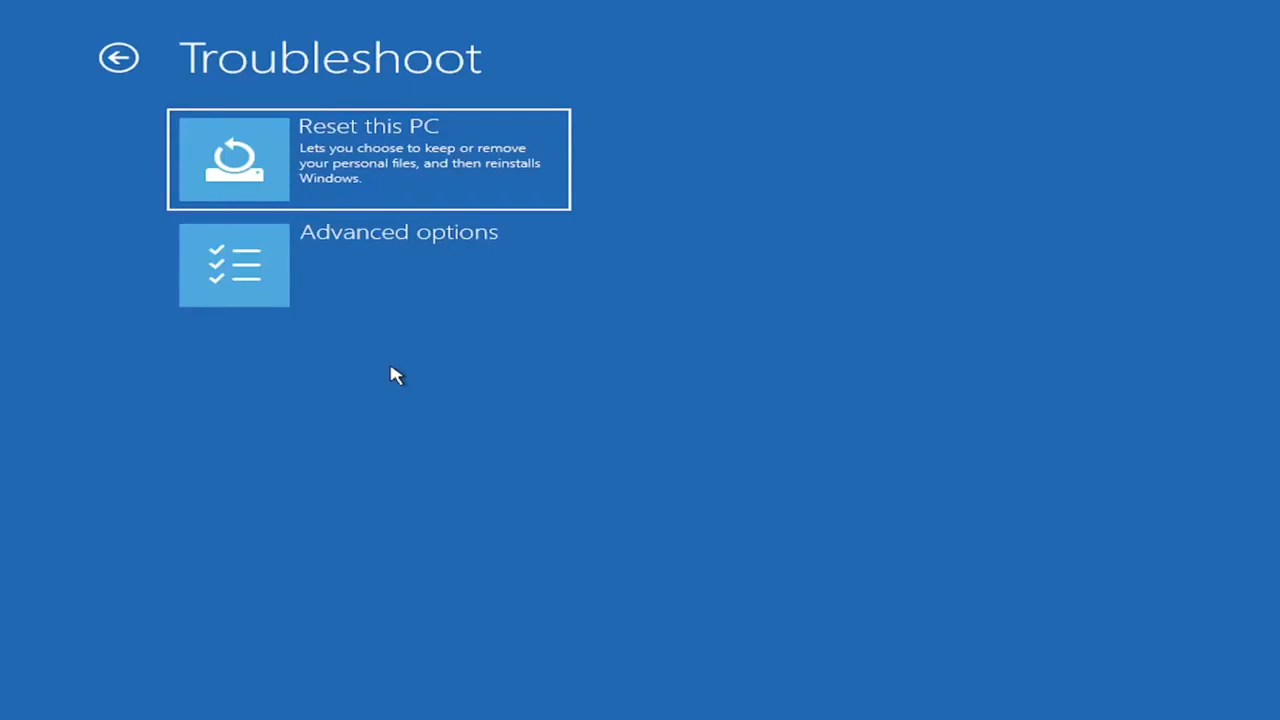 Troubleshoot
Reset this PC
Lets you choose to keep or remove
your personal files, and then reinstalls
Windows.
Advanced options